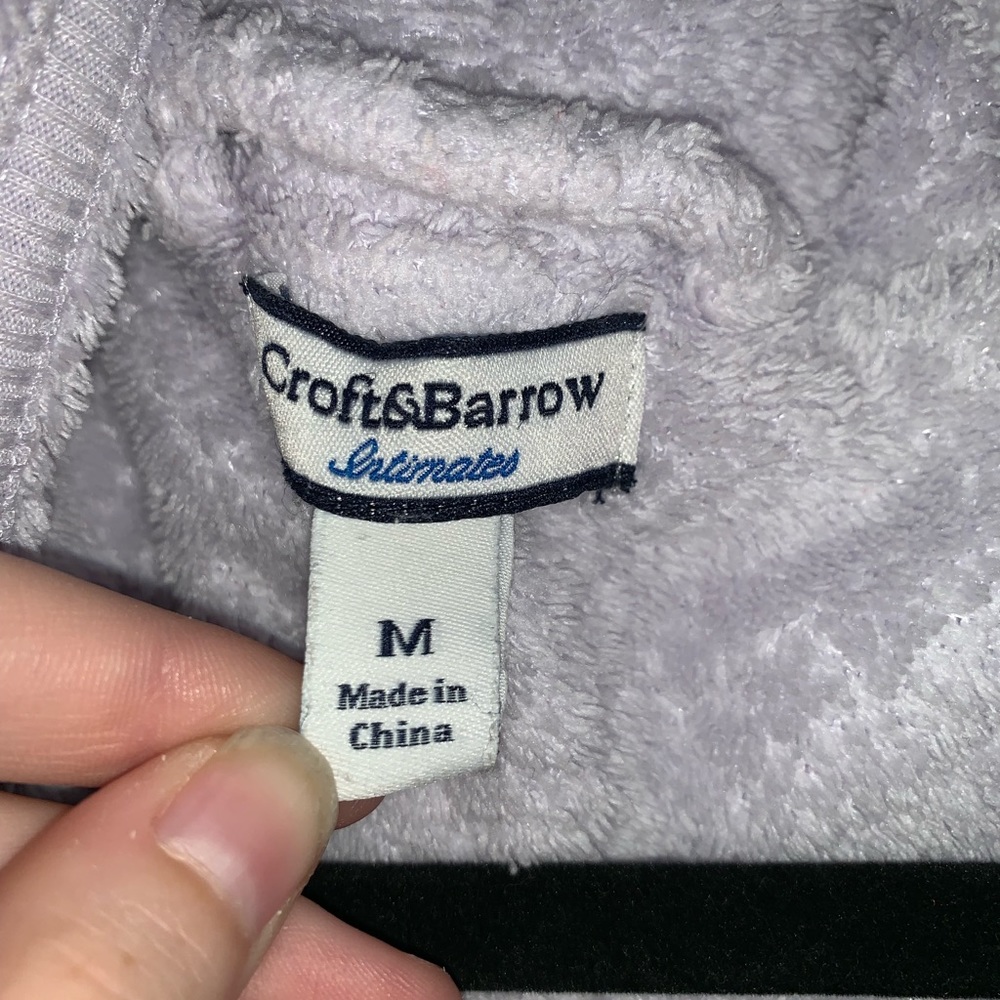 Croft&Barrow
Intimates
M
Made in
China